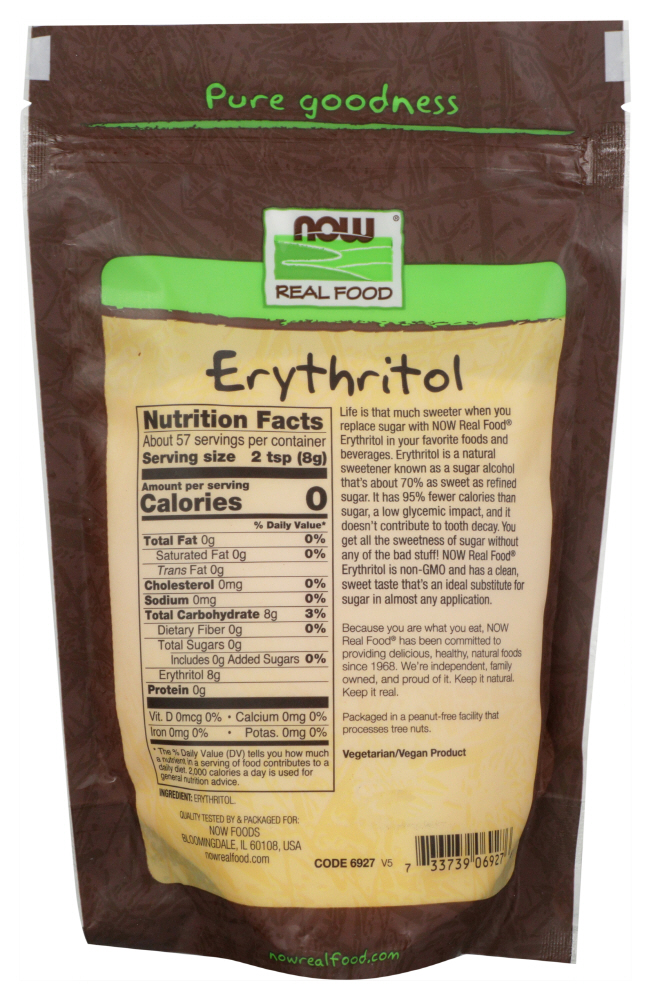 Pure goodness
NOW®
REAL FOOD
Erythritol
Nutrition Facts
About 57 servings per container
Serving size 2 tsp (8g)
Amount per serving
Calories 0
% Daily Value*
Total Fat 0g 0%
Saturated Fat 0g 0%
Trans Fat 0g
Cholesterol 0mg 0%
Sodium 0mg 0%
Total Carbohydrate 8g 3%
Dietary Fiber 0g 0%
Total Sugars 0g
Includes 0g Added Sugars 0%
Erythritol 8g
Protein 0g
Vit. D 0mcg 0% • Calcium 0mg 0%
Iron 0mg 0% • Potas. 0mg 0%
* The % Daily Value (DV) tells you how much
a nutrient in a serving of food contributes to a
daily diet. 2,000 calories a day is used for
general nutrition advice.
INGREDIENT: ERYTHRITOL.
QUALITY TESTED BY & PACKAGED FOR:
NOW FOODS
BLOOMINGDALE, IL 60108, USA
nowrealfood.com
Life is that much sweeter when you
replace sugar with NOW Real Food®
Erythritol in your favorite foods and
beverages. Erythritol is a natural
sweetener known as a sugar alcohol
that's about 70% as sweet as refined
sugar. It has 95% fewer calories than
sugar, a low glycemic impact, and it
doesn't contribute to tooth decay. You
get all the sweetness of sugar without
any of the bad stuff! NOW Real Food®
Erythritol is non-GMO and has a clean,
sweet taste that's an ideal substitute for
sugar in almost any application.
Because you are what you eat, NOW
Real Food® has been committed to
providing delicious, healthy, natural foods
since 1968. We're independent, family
owned, and proud of it. Keep it natural.
Keep it real.
Packaged in a peanut-free facility that
processes tree nuts.
Vegetarian/Vegan Product
CODE 6927 V5
7 33739 06927
nowrealfood.com